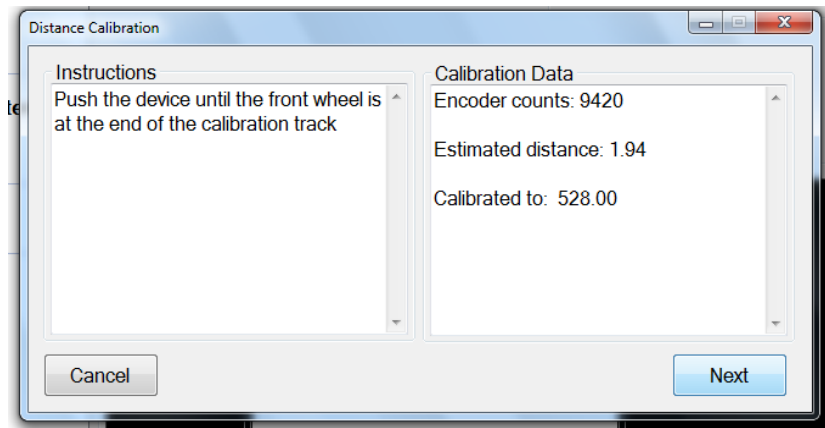 Distance Calibration
Instructions
Push the device until the front wheel is
at the end of the calibration track
Calibration Data
Encoder counts: 9420
Estimated distance: 1.94
Calibrated to:  528.00
Cancel
Next